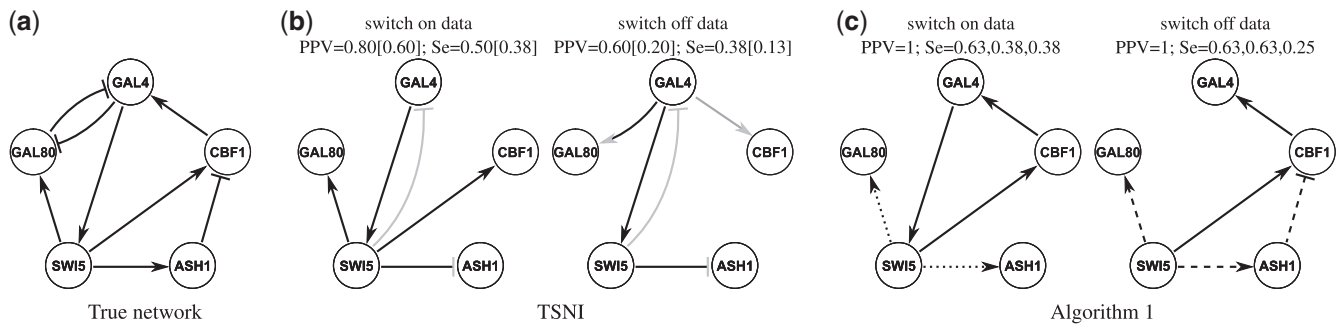 (a)
GAL4
GAL80
CBF1
SWI5
ASH1
True network
(b)
switch on data
PPV=0.80[0.60]; Se=0.50[0.38]
GAL4
GAL80
CBF1
SWI5
ASH1
switch off data
PPV=0.60[0.20]; Se=0.38[0.13]
GAL4
GAL80
CBF1
SWI5
ASH1
TSNI
(c)
switch on data
PPV=1; Se=0.63,0.38,0.38
GAL4
GAL80
CBF1
SWI5
ASH1
switch off data
PPV=1; Se=0.63,0.63,0.25
GAL4
GAL80
CBF1
SWI5
ASH1
Algorithm 1